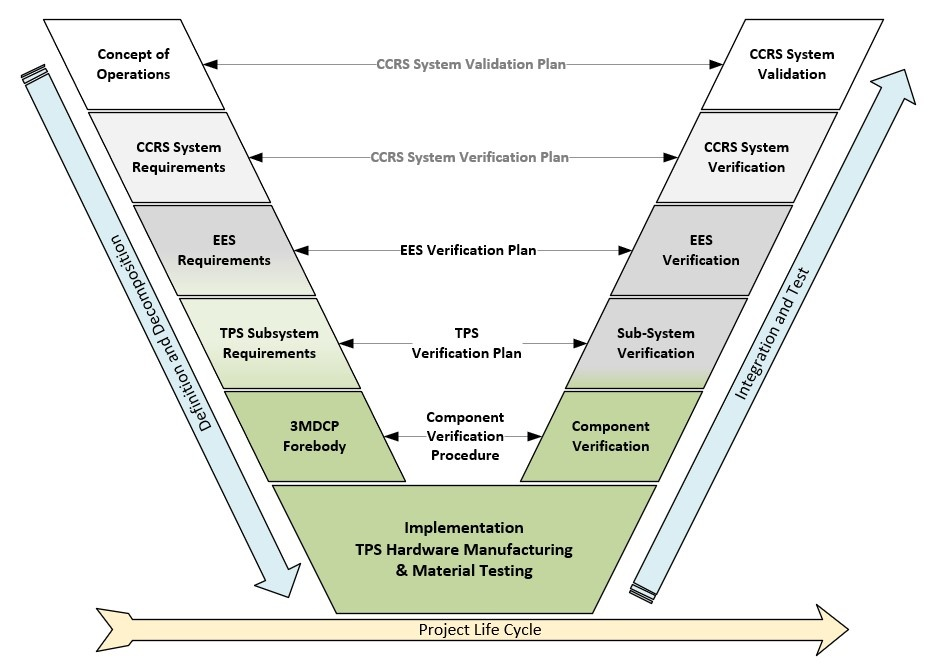 Concept of
Operations
CCRS System Validation Plan
CCRS System
Validation
CCRS System
Requirements
CCRS System Verification Plan
CCRS System
Verification
EES
Requirements
EES Verification Plan
EES
Verification
TPS Subsystem
Requirements
TPS
Verification Plan
Sub-System
Verification
3MDCP
Forebody
Component
Verification
Procedure
Component
Verification
Definition and Decomposition
Integration and Test
Implementation
TPS Hardware Manufacturing
& Material Testing
Project Life Cycle